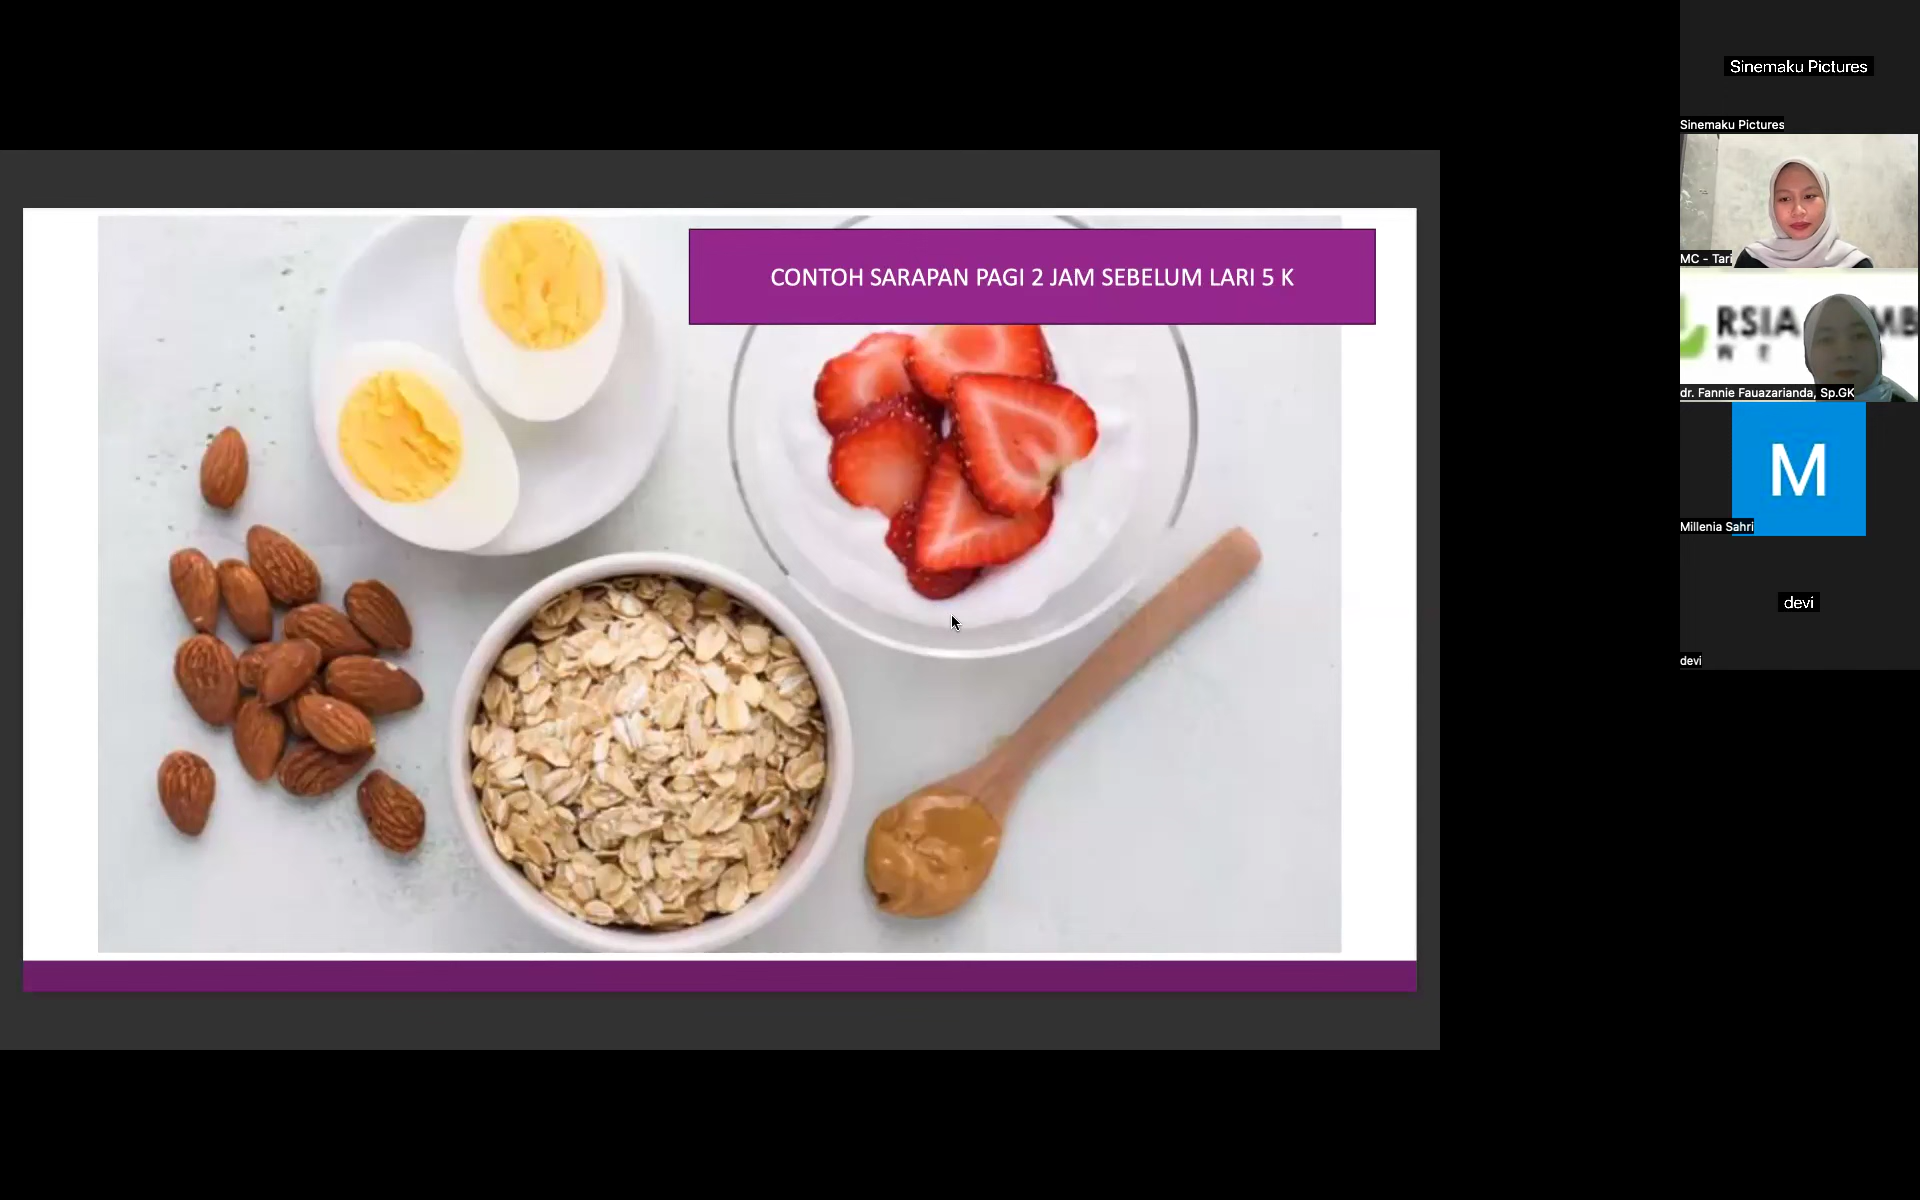 CONTOH SARAPAN PAGI 2 JAM SEBELUM LARI 5 K
Sinemaku Pictures
Sinemaku Pictures
MC - Tari
RSIA
MB
dr. Fannie Fauazarianda, Sp.GK
M
Millenia Sahri
devi
devi